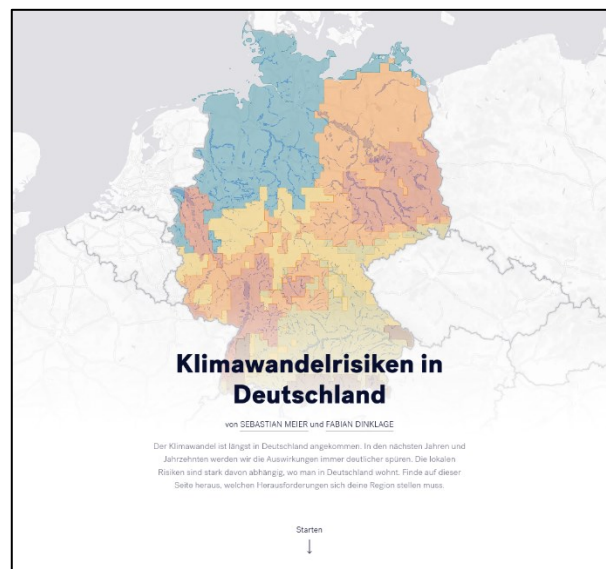 Klimawandelrisiken in
Deutschland
von SEBASTIAN MEIER und FABIAN DINKLAGE
Der Klimawandel ist längst in Deutschland angekommen. In den nächsten Jahren und
Jahrzehnten werden wir die Auswirkungen immer deutlicher spüren. Die lokalen
Risiken sind stark davon abhängig, wo man in Deutschland wohnt. Finde auf dieser
Seite heraus, welchen Herausforderungen sich deine Region stellen muss.
Starten